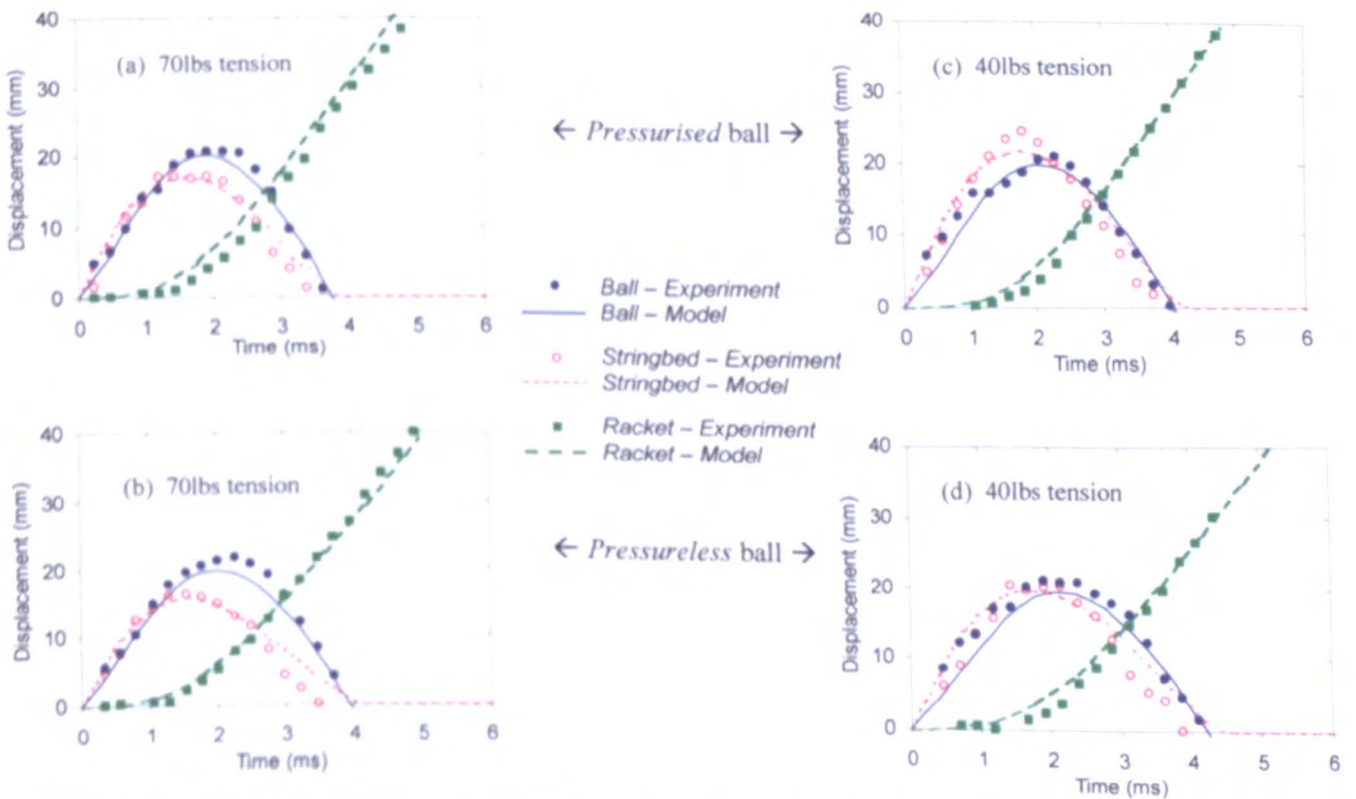 (a) 70lbs tension
Displacement (mm)
40
30
20
10
0
0 1 2 3 4 5 6
Time (ms)
(c) 40lbs tension
Displacement (mm)
40
30
20
10
0
0 1 2 3 4 5 6
Time (ms)
← Pressurised ball →
Ball – Experiment
Ball – Model
Stringbed – Experiment
Stringbed – Model
Racket – Experiment
Racket – Model
(b) 70lbs tension
Displacement (mm)
40
30
20
10
0
0 1 2 3 4 5 6
Time (ms)
← Pressureless ball →
(d) 40lbs tension
Displacement (mm)
40
30
20
10
0
0 1 2 3 4 5 6
Time (ms)